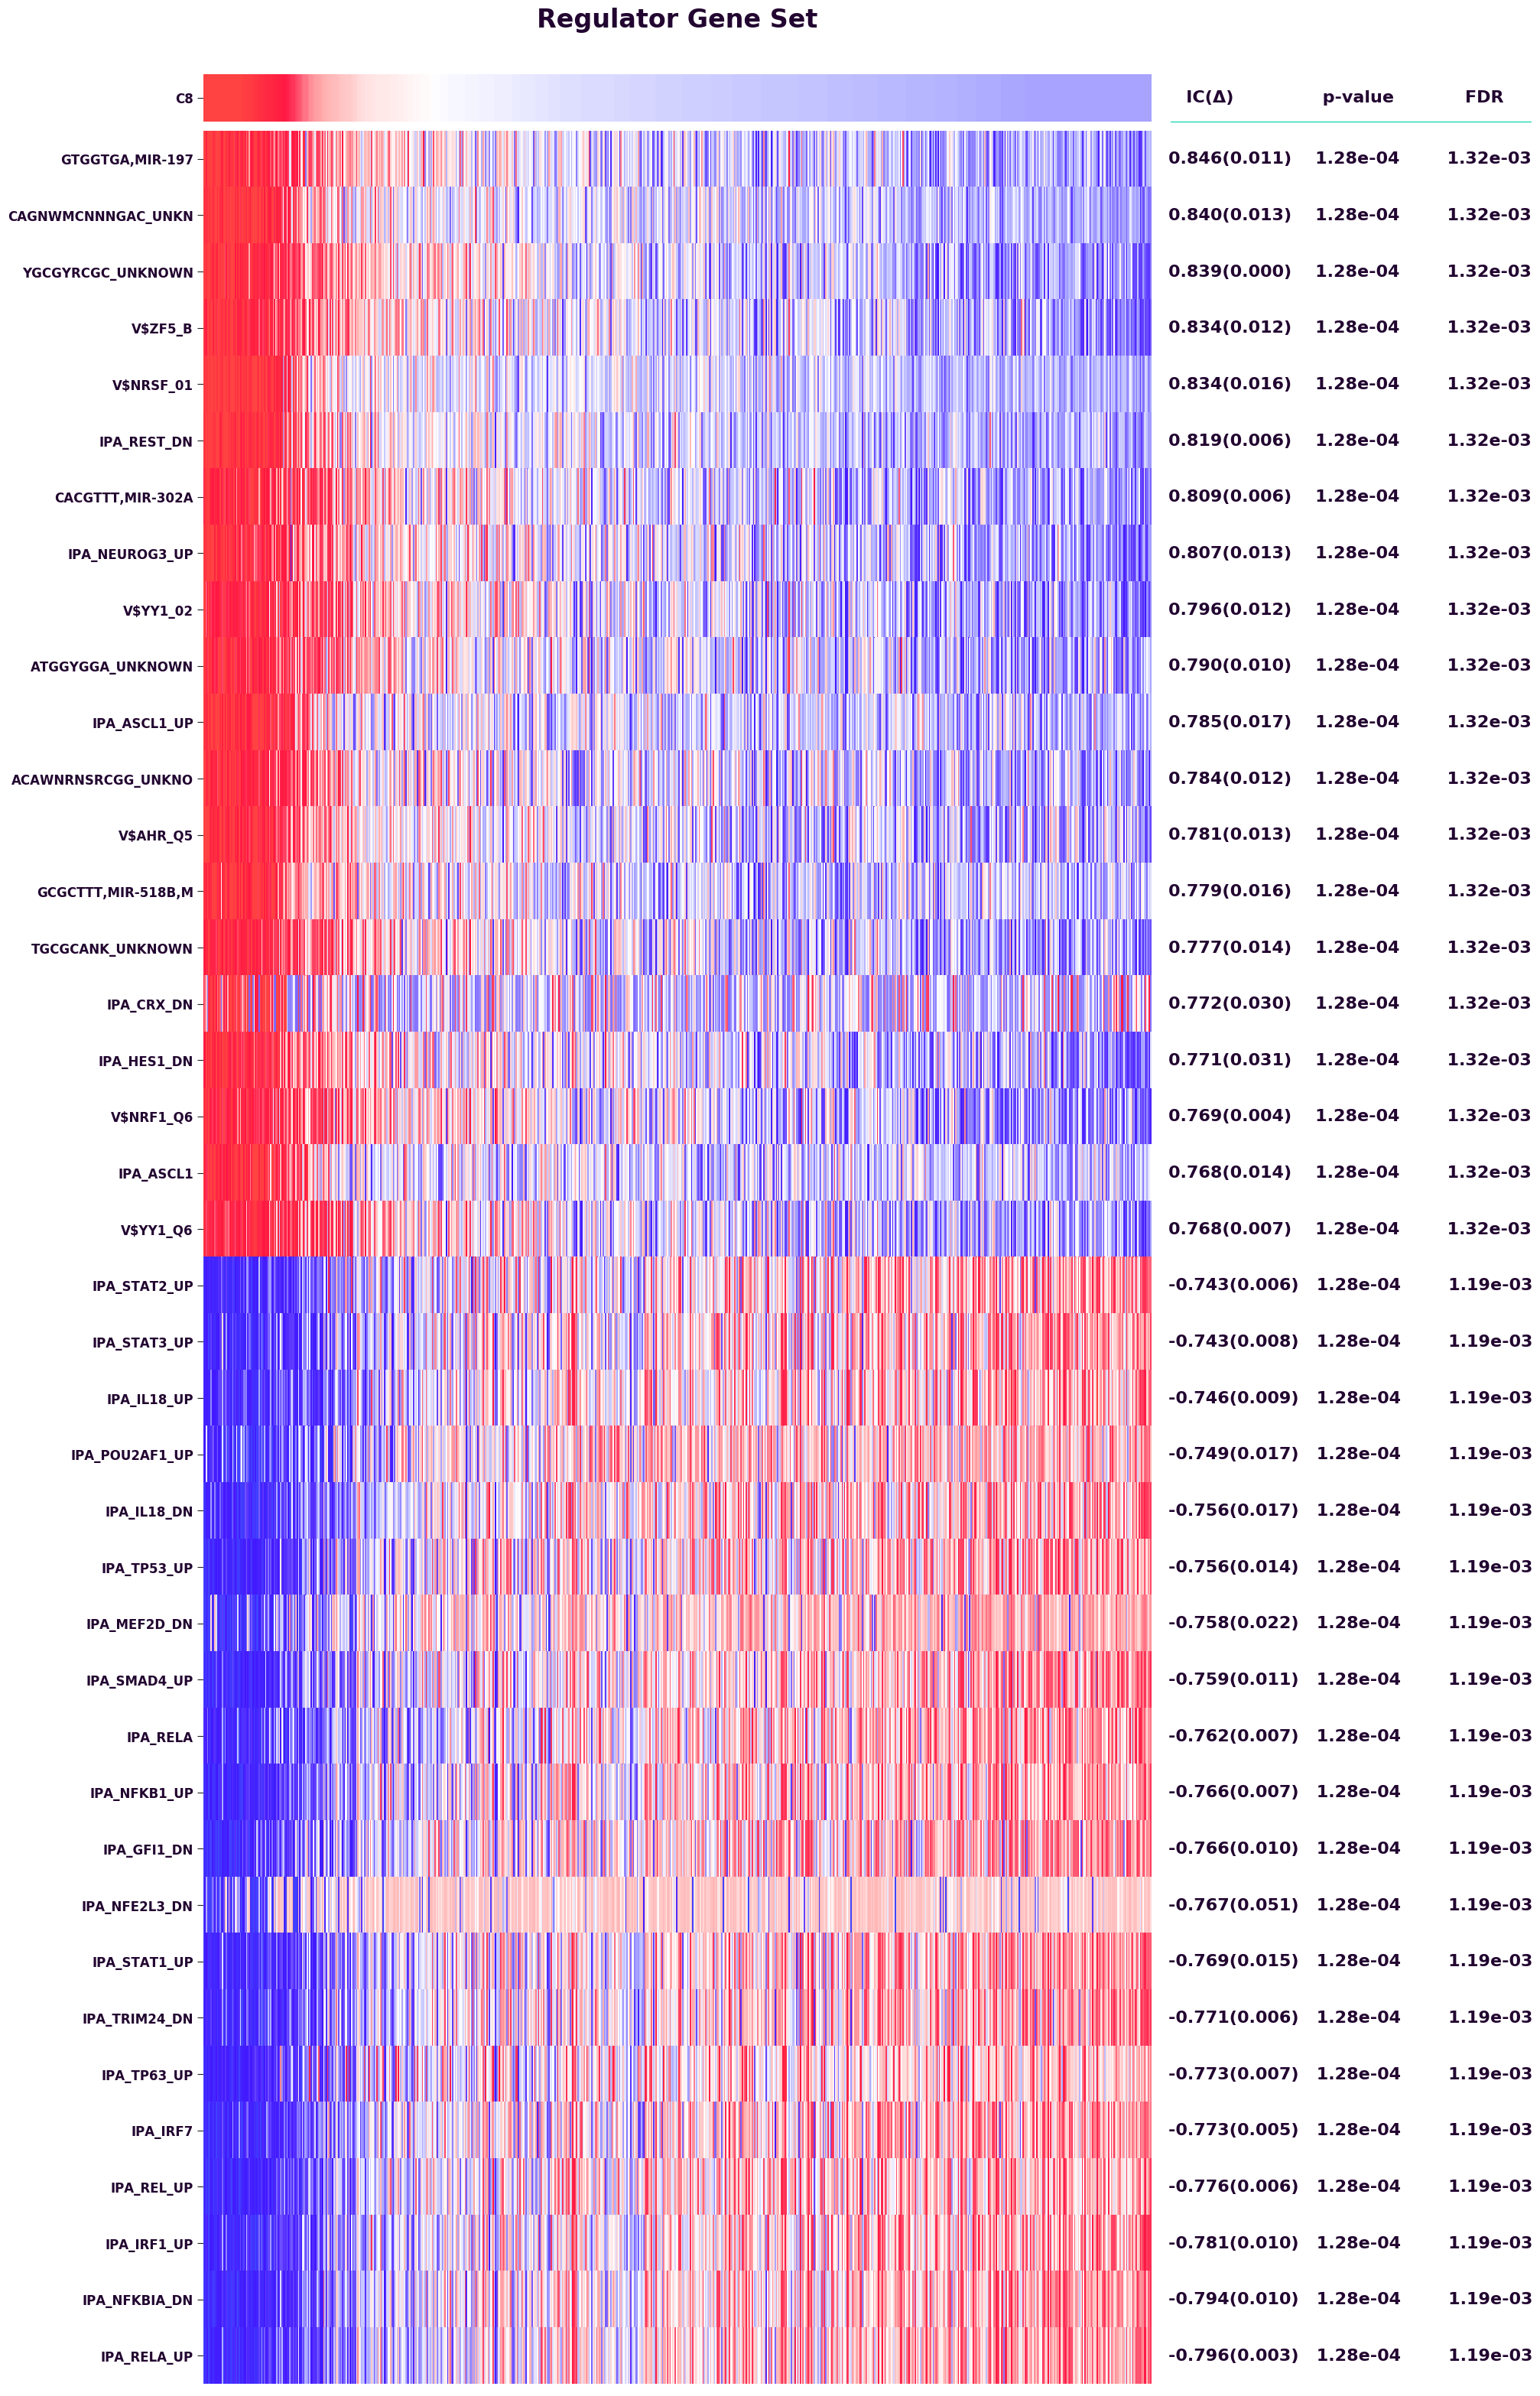 Regulator Gene Set
C8 IC(Δ) p-value FDR
GTGGTGA,MIR-197 0.846(0.011) 1.28e-04 1.32e-03
CAGNWMCNNNGAC_UNKN 0.840(0.013) 1.28e-04 1.32e-03
YGCGYRCGC_UNKNOWN 0.839(0.000) 1.28e-04 1.32e-03
V$ZF5_B 0.834(0.012) 1.28e-04 1.32e-03
V$NRSF_01 0.834(0.016) 1.28e-04 1.32e-03
IPA_REST_DN 0.819(0.006) 1.28e-04 1.32e-03
CACGTTT,MIR-302A 0.809(0.006) 1.28e-04 1.32e-03
IPA_NEUROG3_UP 0.807(0.013) 1.28e-04 1.32e-03
V$YY1_02 0.796(0.012) 1.28e-04 1.32e-03
ATGGYGGA_UNKNOWN 0.790(0.010) 1.28e-04 1.32e-03
IPA_ASCL1_UP 0.785(0.017) 1.28e-04 1.32e-03
ACAWNRNSRCGG_UNKNO 0.784(0.012) 1.28e-04 1.32e-03
V$AHR_Q5 0.781(0.013) 1.28e-04 1.32e-03
GCGCTTT,MIR-518B,M 0.779(0.016) 1.28e-04 1.32e-03
TGCGCANK_UNKNOWN 0.777(0.014) 1.28e-04 1.32e-03
IPA_CRX_DN 0.772(0.030) 1.28e-04 1.32e-03
IPA_HES1_DN 0.771(0.031) 1.28e-04 1.32e-03
V$NRF1_Q6 0.769(0.004) 1.28e-04 1.32e-03
IPA_ASCL1 0.768(0.014) 1.28e-04 1.32e-03
V$YY1_Q6 0.768(0.007) 1.28e-04 1.32e-03
IPA_STAT2_UP -0.743(0.006) 1.28e-04 1.19e-03
IPA_STAT3_UP -0.743(0.008) 1.28e-04 1.19e-03
IPA_IL18_UP -0.746(0.009) 1.28e-04 1.19e-03
IPA_POU2AF1_UP -0.749(0.017) 1.28e-04 1.19e-03
IPA_IL18_DN -0.756(0.017) 1.28e-04 1.19e-03
IPA_TP53_UP -0.756(0.014) 1.28e-04 1.19e-03
IPA_MEF2D_DN -0.758(0.022) 1.28e-04 1.19e-03
IPA_SMAD4_UP -0.759(0.011) 1.28e-04 1.19e-03
IPA_RELA -0.762(0.007) 1.28e-04 1.19e-03
IPA_NFKB1_UP -0.766(0.007) 1.28e-04 1.19e-03
IPA_GFI1_DN -0.766(0.010) 1.28e-04 1.19e-03
IPA_NFE2L3_DN -0.767(0.051) 1.28e-04 1.19e-03
IPA_STAT1_UP -0.769(0.015) 1.28e-04 1.19e-03
IPA_TRIM24_DN -0.771(0.006) 1.28e-04 1.19e-03
IPA_TP63_UP -0.773(0.007) 1.28e-04 1.19e-03
IPA_IRF7 -0.773(0.005) 1.28e-04 1.19e-03
IPA_REL_UP -0.776(0.006) 1.28e-04 1.19e-03
IPA_IRF1_UP -0.781(0.010) 1.28e-04 1.19e-03
IPA_NFKBIA_DN -0.794(0.010) 1.28e-04 1.19e-03
IPA_RELA_UP -0.796(0.003) 1.28e-04 1.19e-03